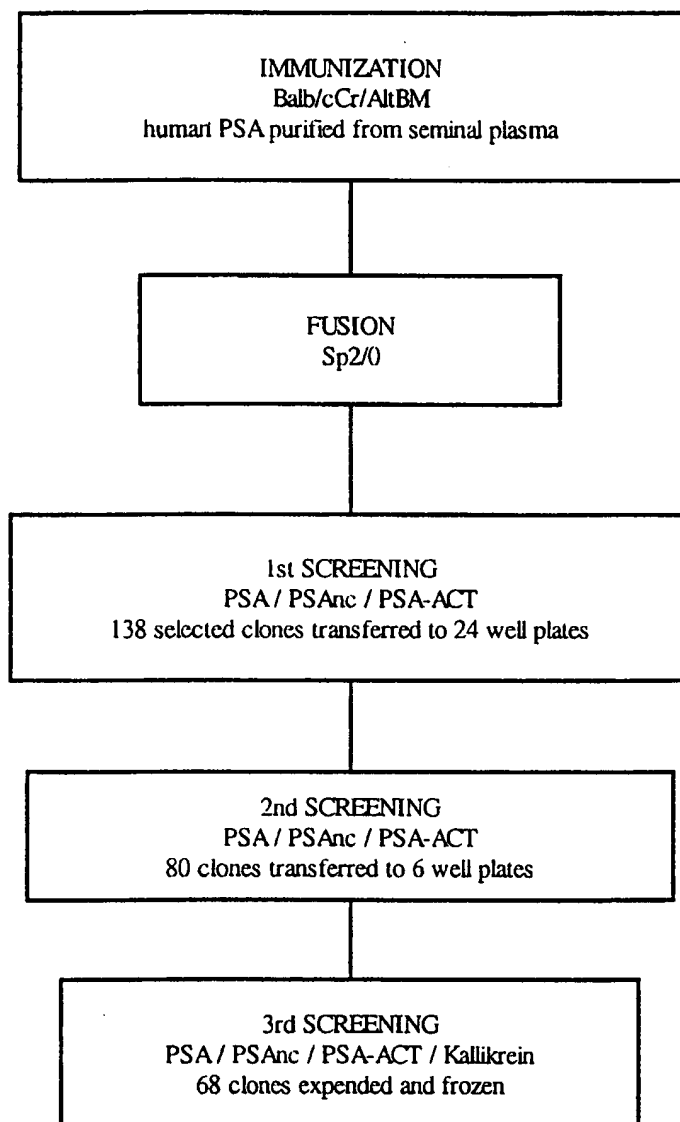 IMMUNIZATION
Balb/cCr/AltBM
human PSA purified from seminal plasma
FUSION
Sp2/0
1st SCREENING
PSA / PSAnc / PSA-ACT
138 selected clones transferred to 24 well plates
2nd SCREENING
PSA / PSAnc / PSA-ACT
80 clones transferred to 6 well plates
3rd SCREENING
PSA / PSAnc / PSA-ACT / Kallikrein
68 clones expended and frozen